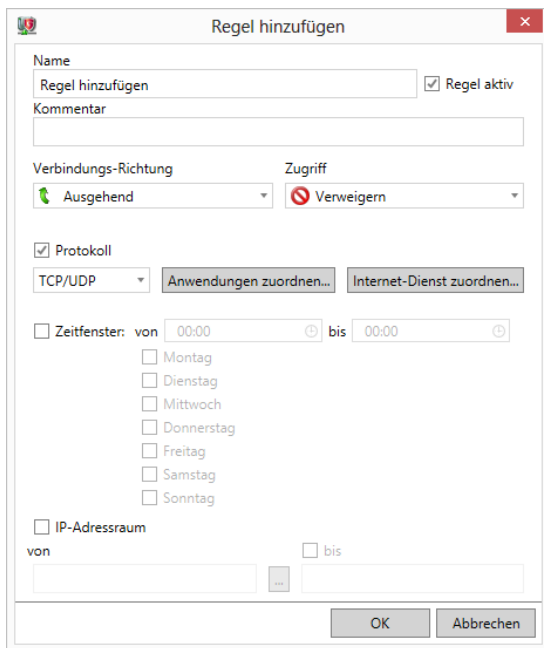 Regel hinzufügen
Name
Regel hinzufügen
Regel aktiv
Kommentar
Verbindungs-Richtung Zugriff
Ausgehend Verweigern
Protokoll
TCP/UDP Anwendungen zuordnen... Internet-Dienst zuordnen...
Zeitfenster: von 00:00 bis 00:00
Montag
Dienstag
Mittwoch
Donnerstag
Freitag
Samstag
Sonntag
IP-Adressraum
von bis
...
OK Abbrechen